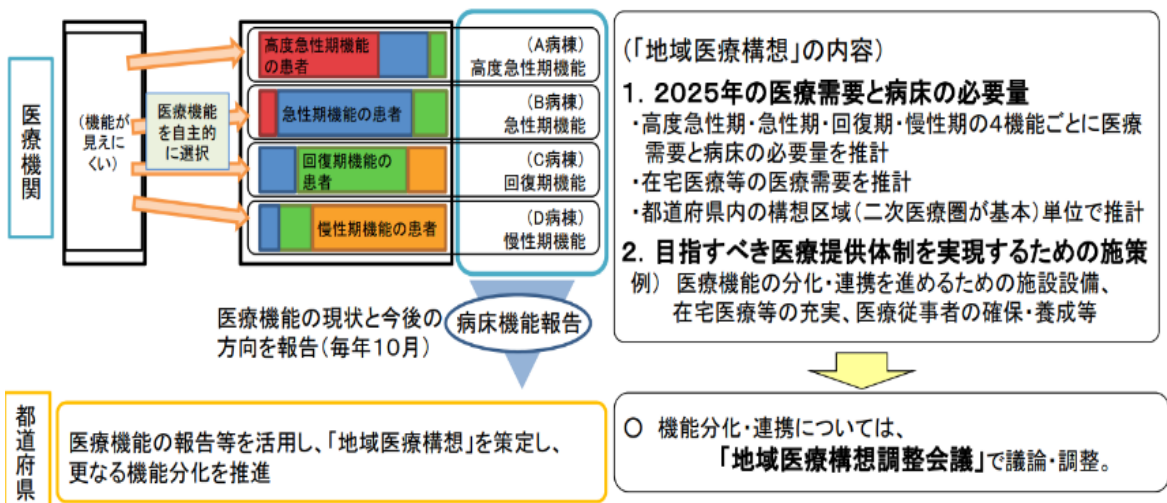 医療機関
(機能が
見えに
くい)
医療機能
を自主的
に選択
高度急性期機能
の患者
急性期機能の患者
回復期機能の
患者
慢性期機能の患者
(A病棟)
高度急性期機能
(B病棟)
急性期機能
(C病棟)
回復期機能
(D病棟)
慢性期機能
医療機能の現状と今後の
方向を報告(毎年10月)
病床機能報告
都道府県
医療機能の報告等を活用し、「地域医療構想」を策定し、
更なる機能分化を推進
(「地域医療構想」の内容)
1．2025年の医療需要と病床の必要量
・高度急性期・急性期・回復期・慢性期の4機能ごとに医療
需要と病床の必要量を推計
・在宅医療等の医療需要を推計
・都道府県内の構想区域(二次医療圏が基本)単位で推計
2．目指すべき医療提供体制を実現するための施策
例) 医療機能の分化・連携を進めるための施設設備、
在宅医療等の充実、医療従事者の確保・養成等
○ 機能分化・連携については、
「地域医療構想調整会議」で議論・調整。